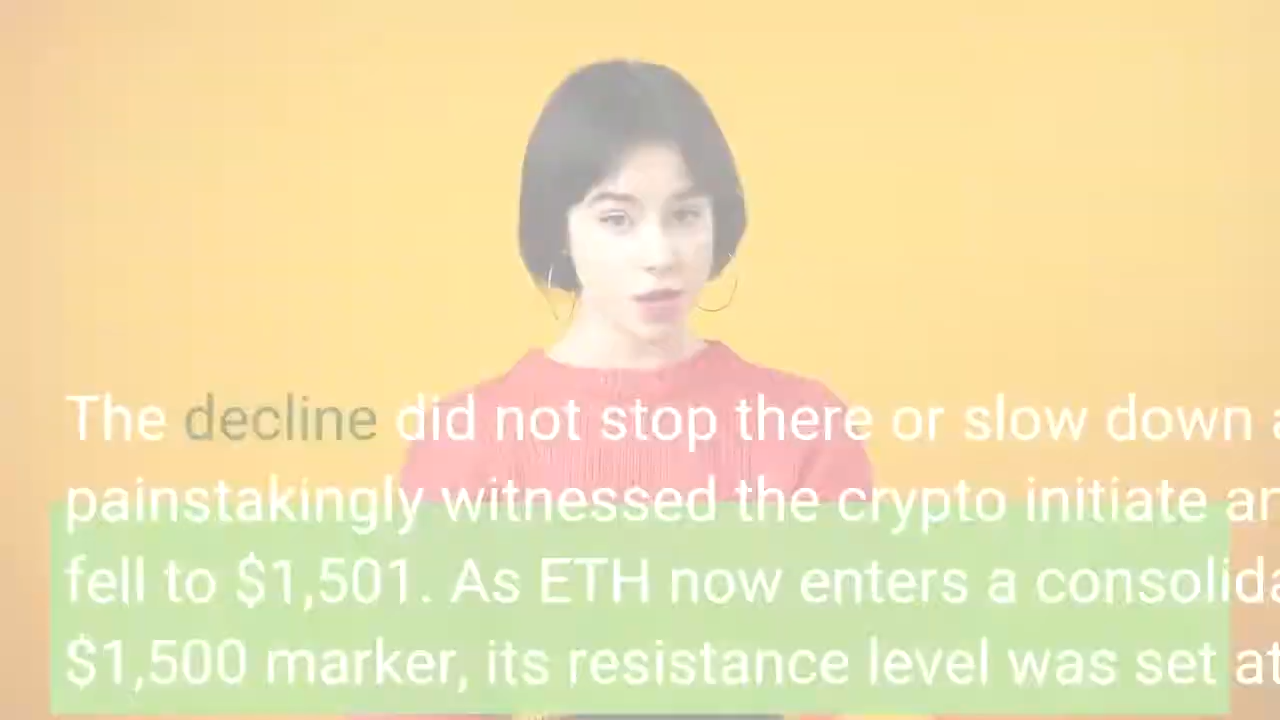 The decline did not stop there or slow down
painstakingly witnessed the crypto initiate
fell to $1,501. As ETH now enters a
$1,500 marker, its resistance level was set at